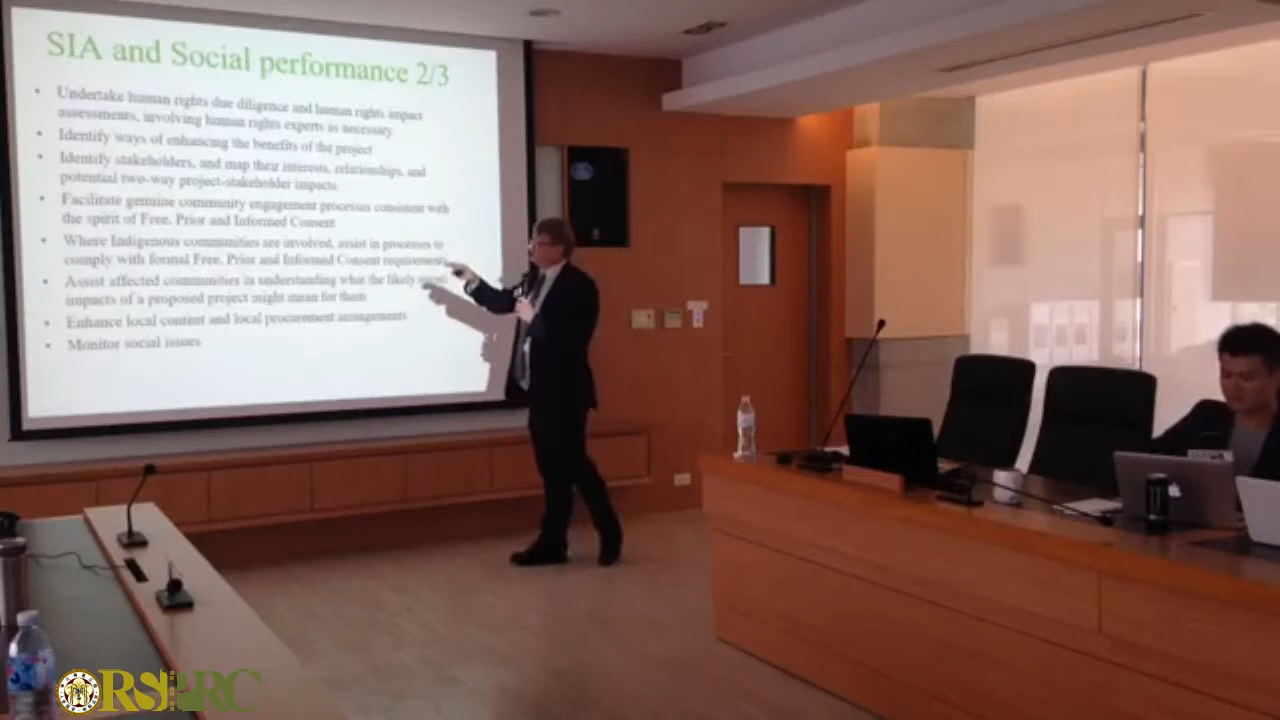 SIA and Social performance 2/3
• Undertake human rights due diligence and human rights impact
assessments, involving human rights experts as necessary
• Identify ways of enhancing the benefits of the project
• Identify stakeholders, and map their interests, relationships, and
potential two-way project-stakeholder impacts
• Facilitate genuine community engagement processes consistent with
the spirit of Free, Prior and Informed Consent
• Where Indigenous communities are involved, assist in processes to
comply with formal Free, Prior and Informed Consent requirements
• Assist affected communities in understanding what the likely
impacts of a proposed project might mean for them
• Enhance local content and local procurement arrangements
• Monitor social issues